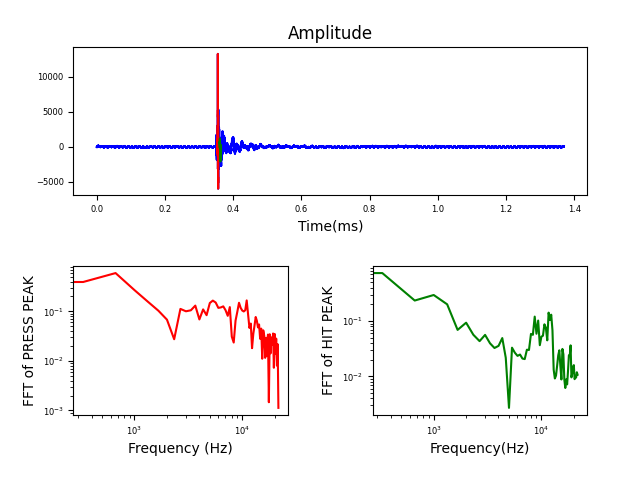 Amplitude
10000
5000
0
−5000
0.0 0.2 0.4 0.6 0.8 1.0 1.2 1.4
Time(ms)
FFT of PRESS PEAK
10⁻¹
10⁻²
10⁻³
10³ 10⁴
Frequency (Hz)
FFT of HIT PEAK
10⁻¹
10⁻²
10³ 10⁴
Frequency(Hz)